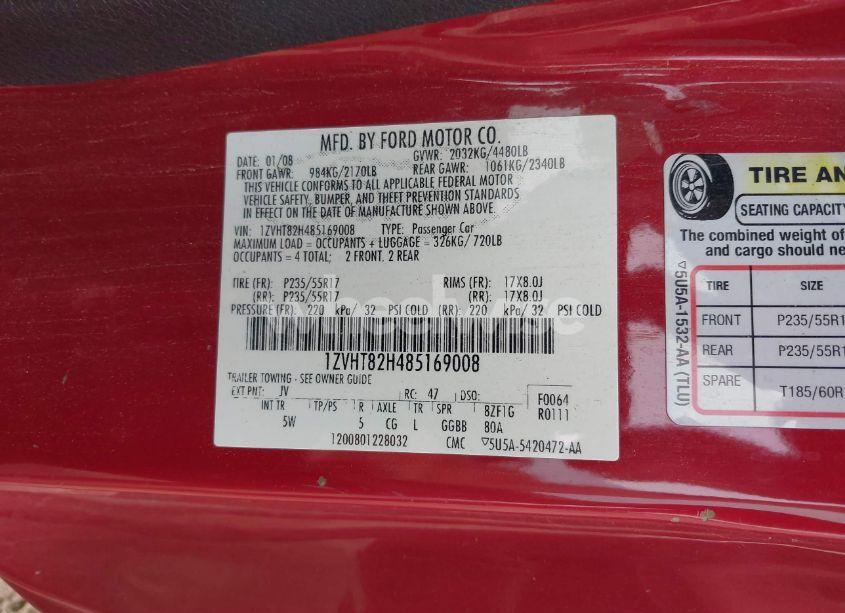 MFD. BY FORD MOTOR CO.
DATE: 01/08 GVWR: 2032KG/4480LB
FRONT GAWR: 984KG/2170LB REAR GAWR: 1061KG/2340LB
THIS VEHICLE CONFORMS TO ALL APPLICABLE FEDERAL MOTOR
VEHICLE SAFETY, BUMPER, AND THEFT PREVENTION STANDARDS
IN EFFECT ON THE DATE OF MANUFACTURE SHOWN ABOVE.
VIN: 1ZVHT82H485169008 TYPE: Passenger Car
MAXIMUM LOAD = OCCUPANTS + LUGGAGE = 326KG/ 720LB
OCCUPANTS = 4 TOTAL; 2 FRONT, 2 REAR
TIRE (FR): P235/55R17 RIMS (FR): 17X8.0J
(RR): P235/55R17 (RR): 17X8.0J
PRESSURE (FR): 220 kPa/ 32 PSI COLD (RR): 220 kPa/ 32 PSI COLD
1ZVHT82H485169008
TRAILER TOWING - SEE OWNER GUIDE
EXT PNT: JV RC: 47 DSO: F0064
R0111
INT TR TP/PS R AXLE TR SPR 8ZF1G
5W 5 CG L GGBB 80A
1200801228032 CMC ▽5U5A-5420472-AA
TIRE AN
SEATING CAPACITY
The combined weight of
and cargo should ne
TIRE SIZE
FRONT P235/55R1
REAR P235/55R1
SPARE T185/60R
▽5U5A-1532-AA (TLU)